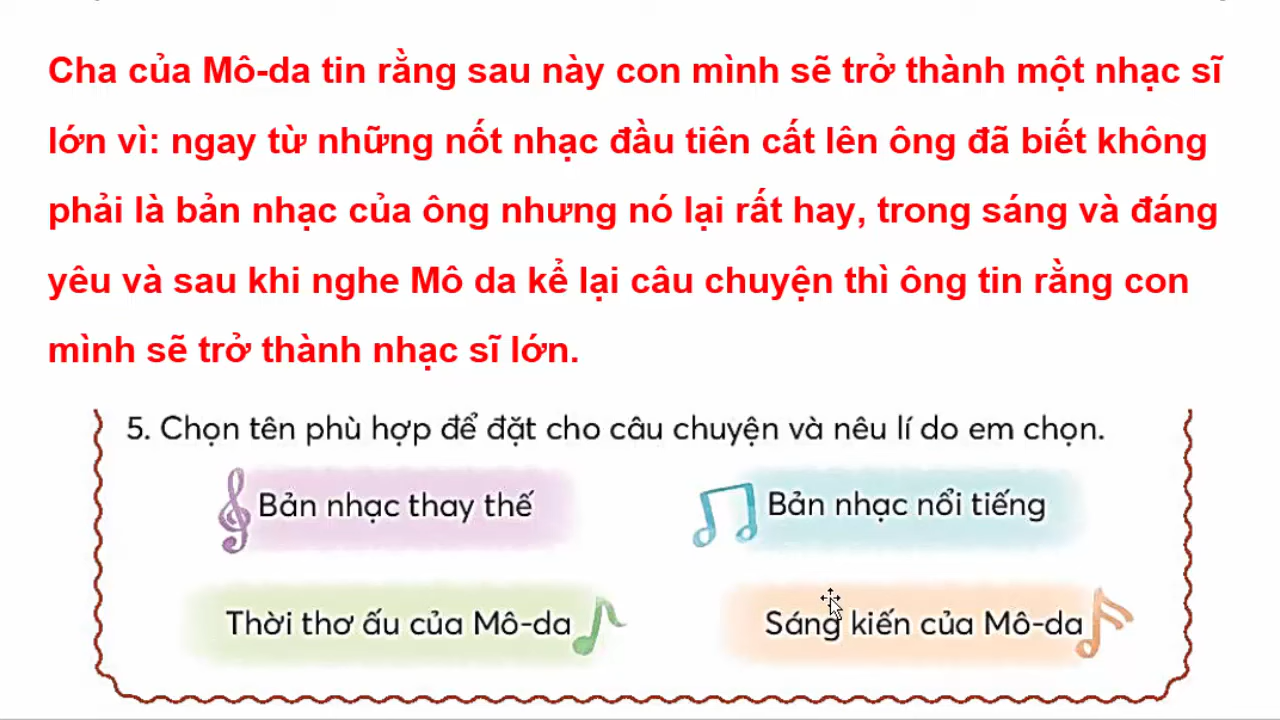 Cha của Mô-da tin rằng sau này con mình sẽ trở thành một nhạc sĩ
lớn vì: ngay từ những nốt nhạc đầu tiên cất lên ông đã biết không
phải là bản nhạc của ông nhưng nó lại rất hay, trong sáng và đáng
yêu và sau khi nghe Mô da kể lại câu chuyện thì ông tin rằng con
mình sẽ trở thành nhạc sĩ lớn.
5. Chọn tên phù hợp để đặt cho câu chuyện và nêu lí do em chọn.
Bản nhạc thay thế
Bản nhạc nổi tiếng
Thời thơ ấu của Mô-da
Sáng kiến của Mô-da